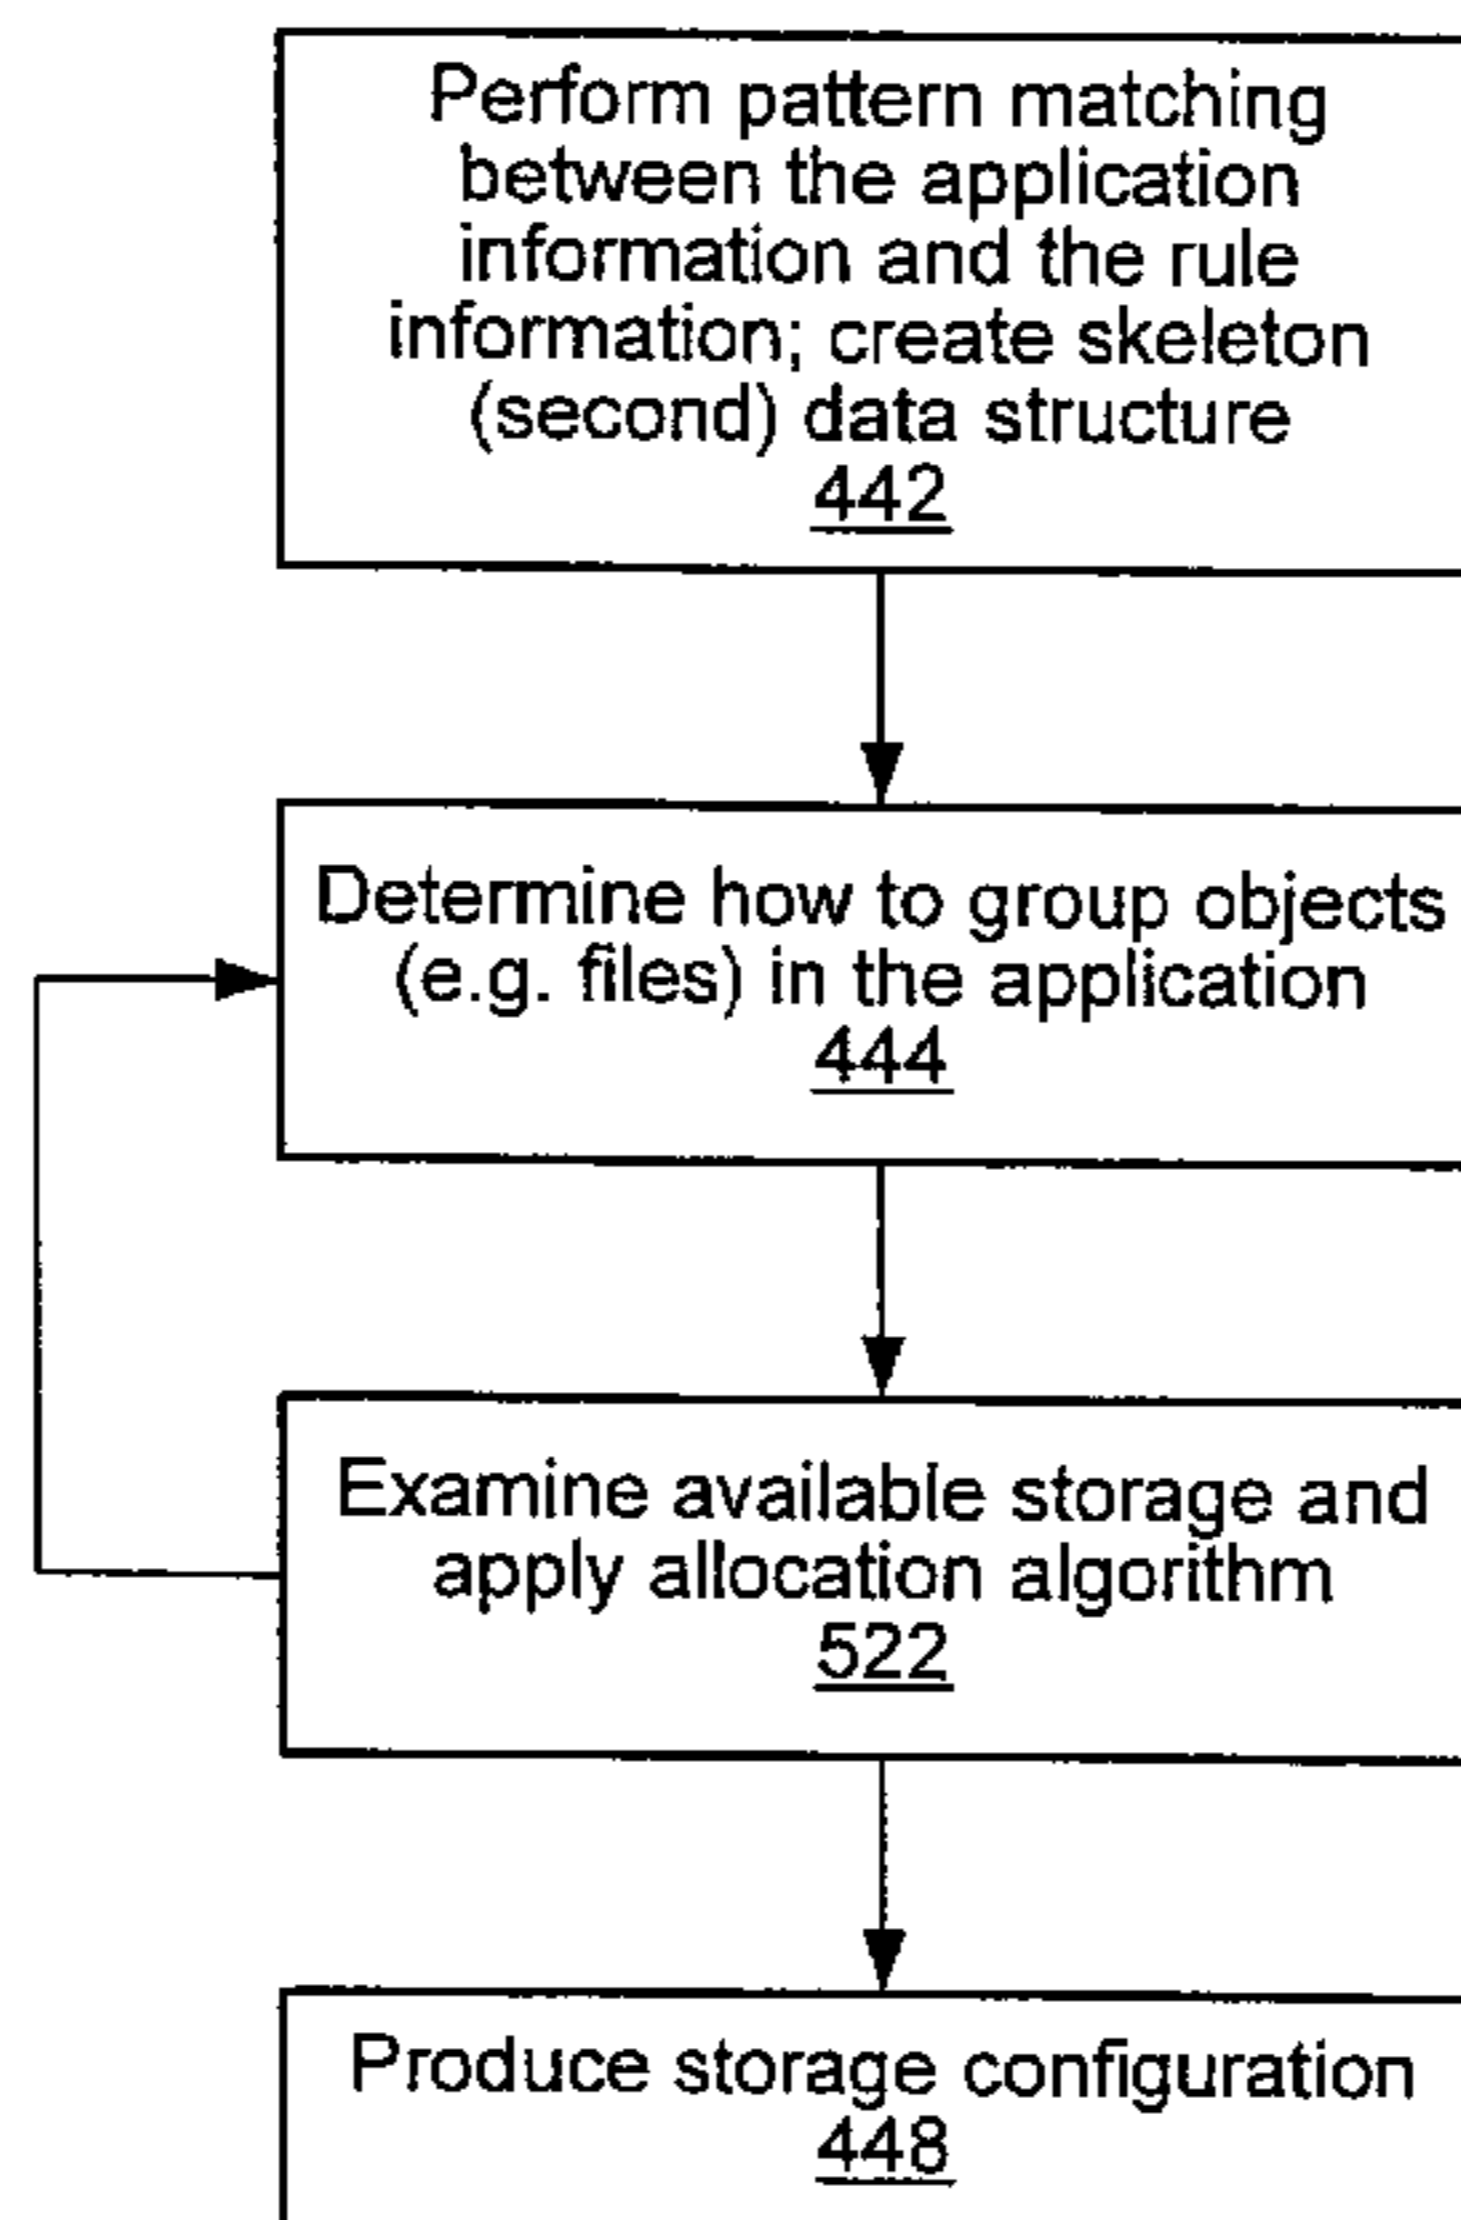 Perform pattern matching
between the application
information and the rule
information; create skeleton
(second) data structure
442
Determine how to group objects
(e.g. files) in the application
444
Examine available storage and
apply allocation algorithm
522
Produce storage configuration
448